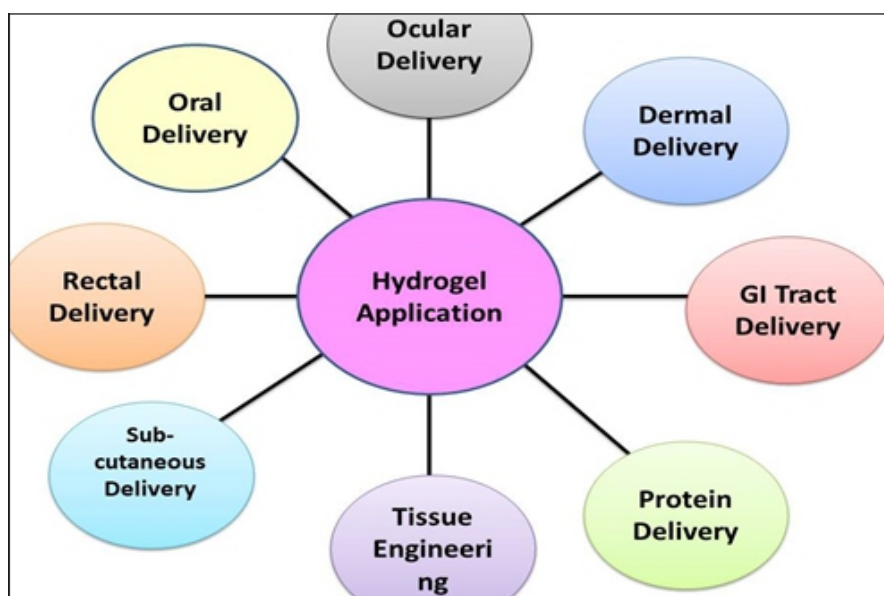 Ocular
Delivery
Oral
Delivery
Dermal
Delivery
Rectal
Delivery
Hydrogel
Application
GI Tract
Delivery
Sub-
cutaneous
Delivery
Tissue
Engineeri
ng
Protein
Delivery